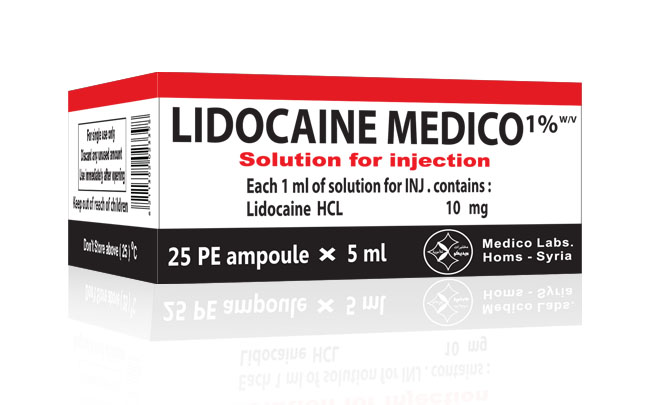 For single use only
Discard any unused amount
Use immediately after opening
Keep out of reach of children
Don't Store above ( 25 ) °C
LIDOCAINE MEDICO 1% w/v
Solution for injection
Each 1 ml of solution for INJ . contains :
Lidocaine HCL 10 mg
25 PE ampoule × 5 ml
Medico Labs.
Homs - Syria